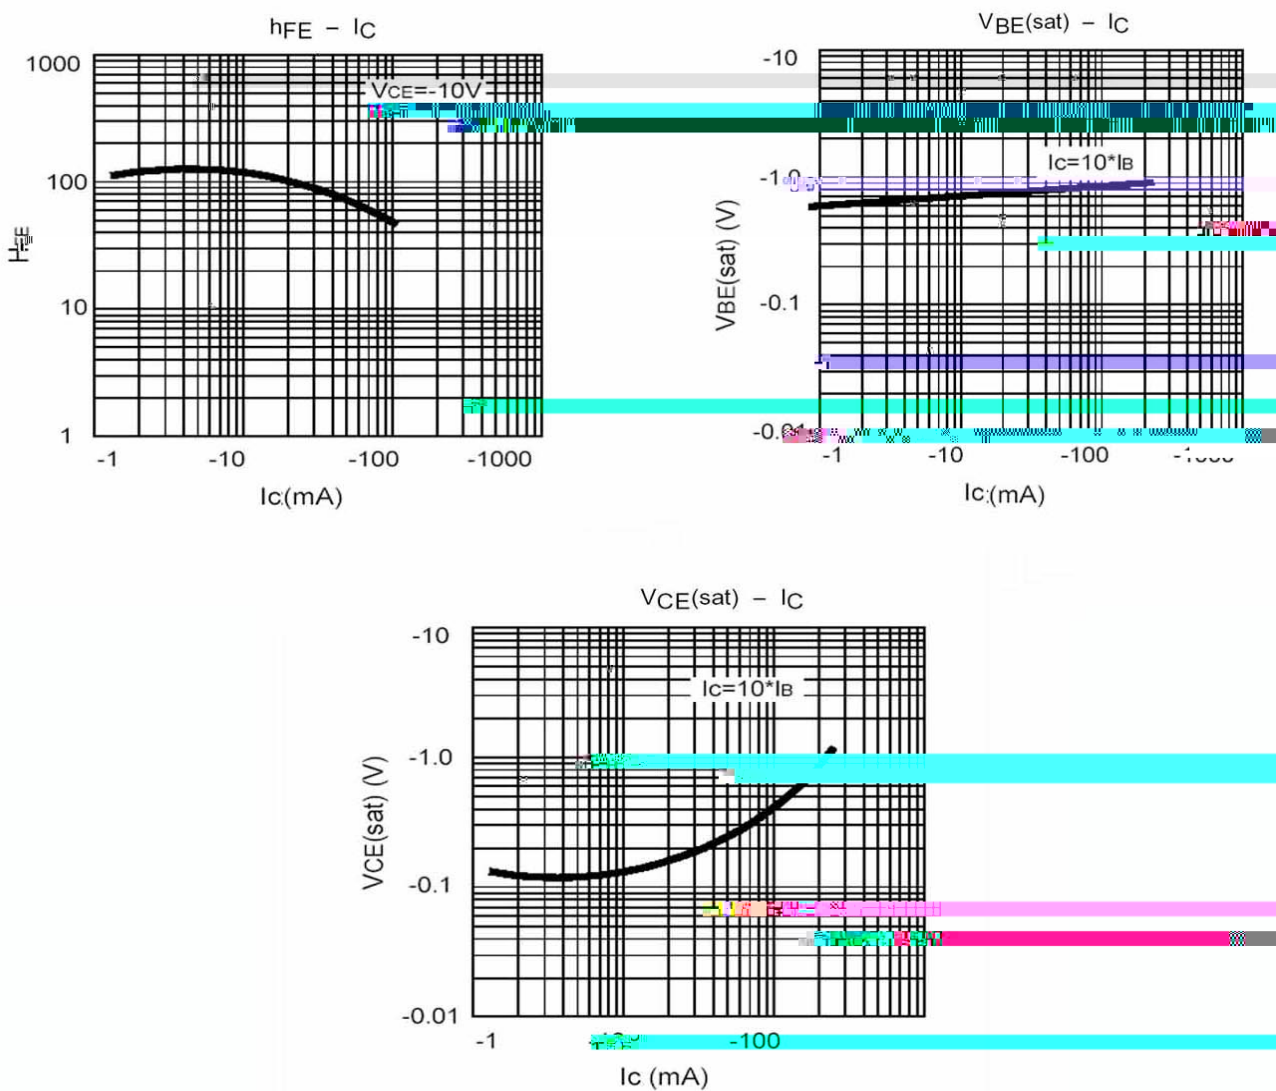 hFE – IC
1000
VCE=-10V
100
10
1
HFE
-1 -10 -100 -1000
Ic:(mA)
VBE(sat) – IC
-10
Ic=10*IB
-0.1
VBE(sat) (V)
-1 -10 -100
Ic:(mA)
VCE(sat) – IC
-10
Ic=10*IB
-1.0
-0.1
-0.01
VCE(sat) (V)
-1 -100
Ic (mA)